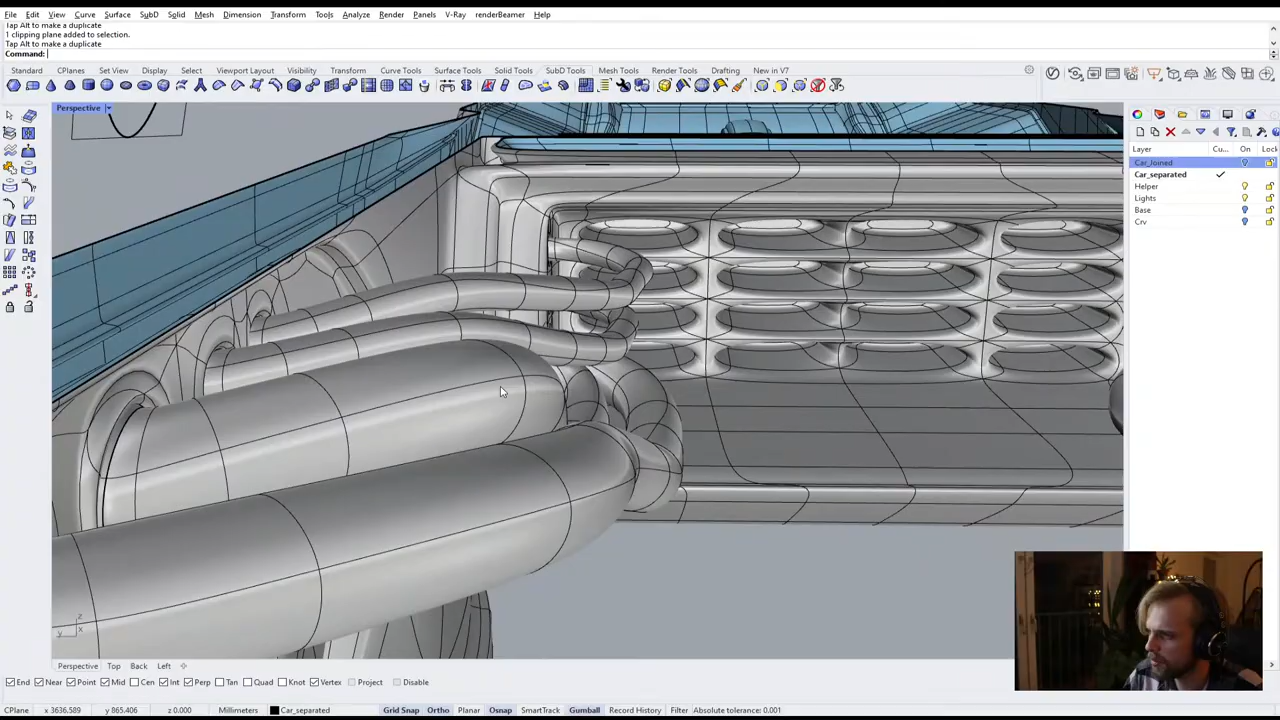 File Edit View Curve Surface SubD Solid Mesh Dimension Transform Tools Analyze Render Panels V-Ray renderBeamer Help
Tap Alt to make a duplicate
1 clipping plane added to selection.
Tap Alt to make a duplicate
Command:
Standard CPlanes Set View Display Select Viewport Layout Visibility Transform Curve Tools Surface Tools Solid Tools SubD Tools Mesh Tools Render Tools Drafting New in V7
Perspective
Layer Cu... On Lock
Car_Joined
Car_separated
Helper
Lights
Base
Crv
z
y x
Perspective Top Back Left
End Near Point Mid Cen Int Perp Tan Quad Knot Vertex Project Disable
CPlane x 3636.589 y 865.406 z 0.000 Millimeters Car_separated Grid Snap Ortho Planar Osnap SmartTrack Gumball Record History Filter Absolute tolerance: 0.001